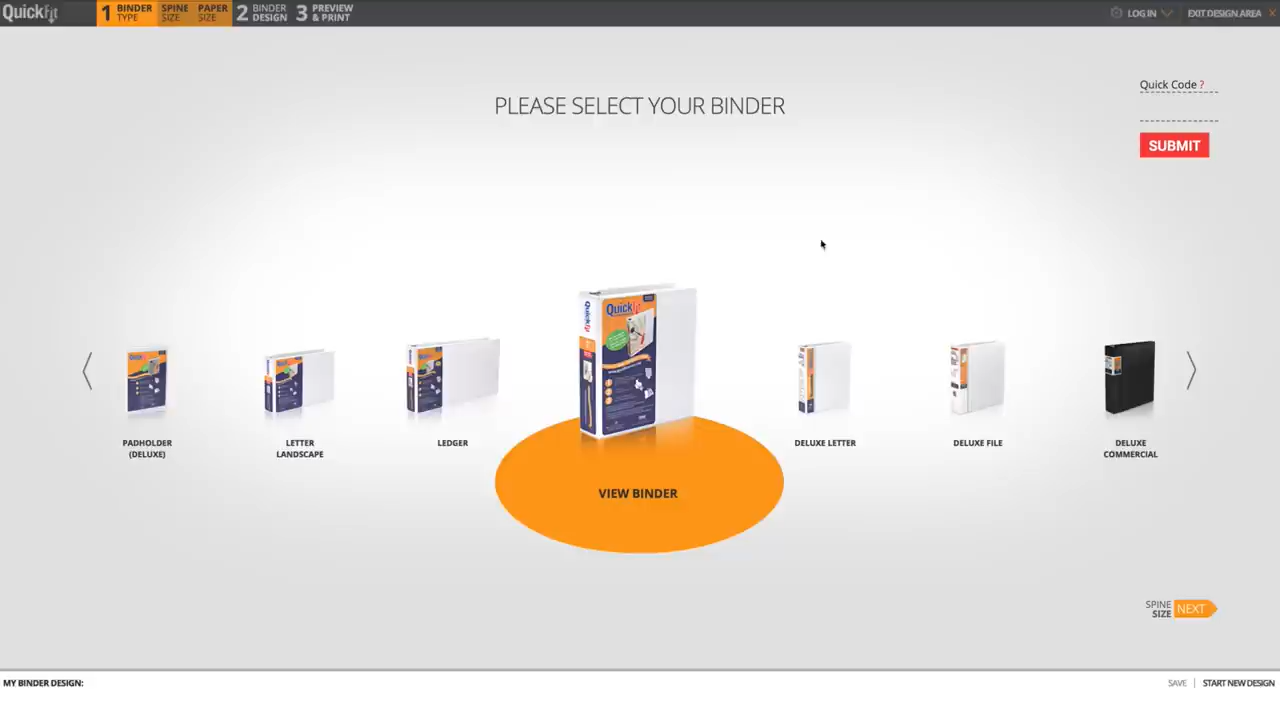 Quickfit
1 BINDER TYPE
SPINE SIZE
PAPER SIZE
2 BINDER DESIGN
3 PREVIEW & PRINT
LOG IN
EXIT DESIGN AREA
Quick Code ?
PLEASE SELECT YOUR BINDER
SUBMIT
Quickfit
PADHOLDER
(DELUXE)
LETTER
LANDSCAPE
LEDGER
VIEW BINDER
DELUXE LETTER
DELUXE FILE
DELUXE
COMMERCIAL
SPINE
SIZE
NEXT
MY BINDER DESIGN:
SAVE
START NEW DESIGN